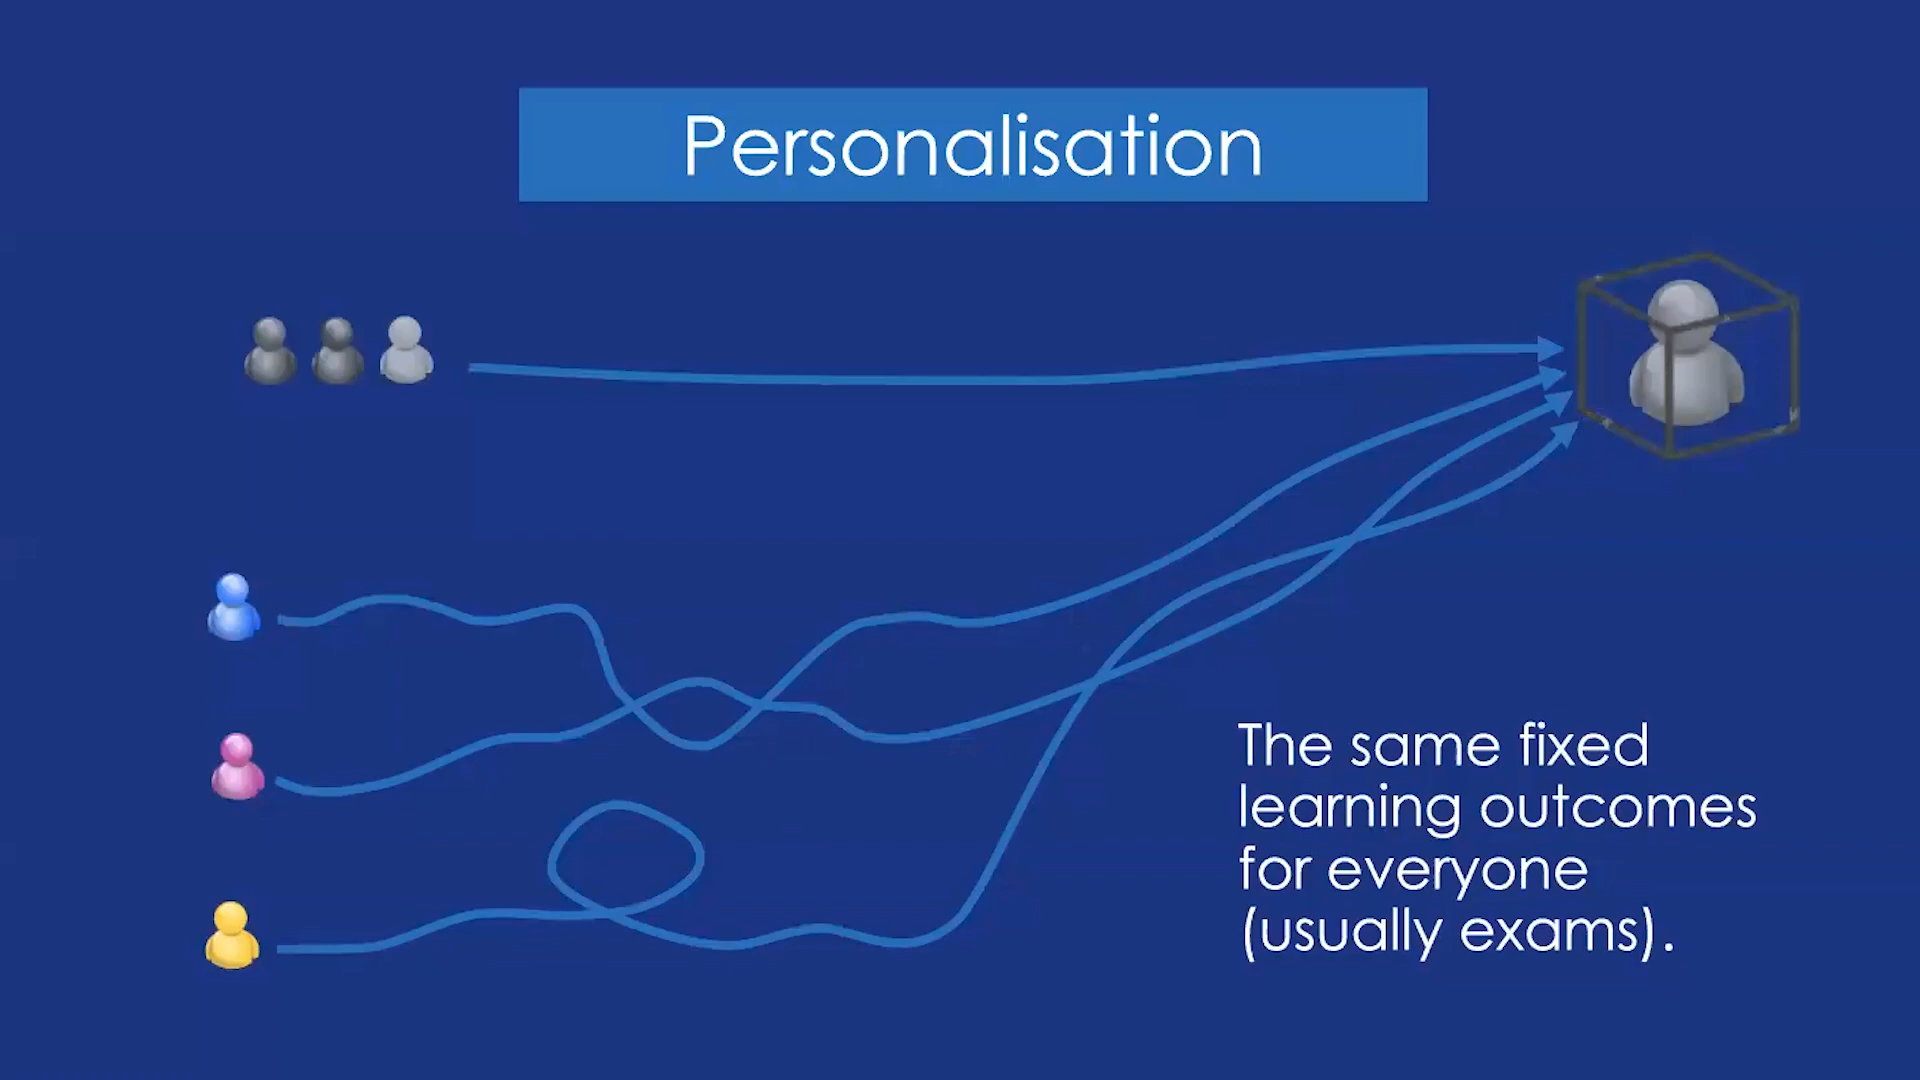 Personalisation
The same fixed
learning outcomes
for everyone
(usually exams).